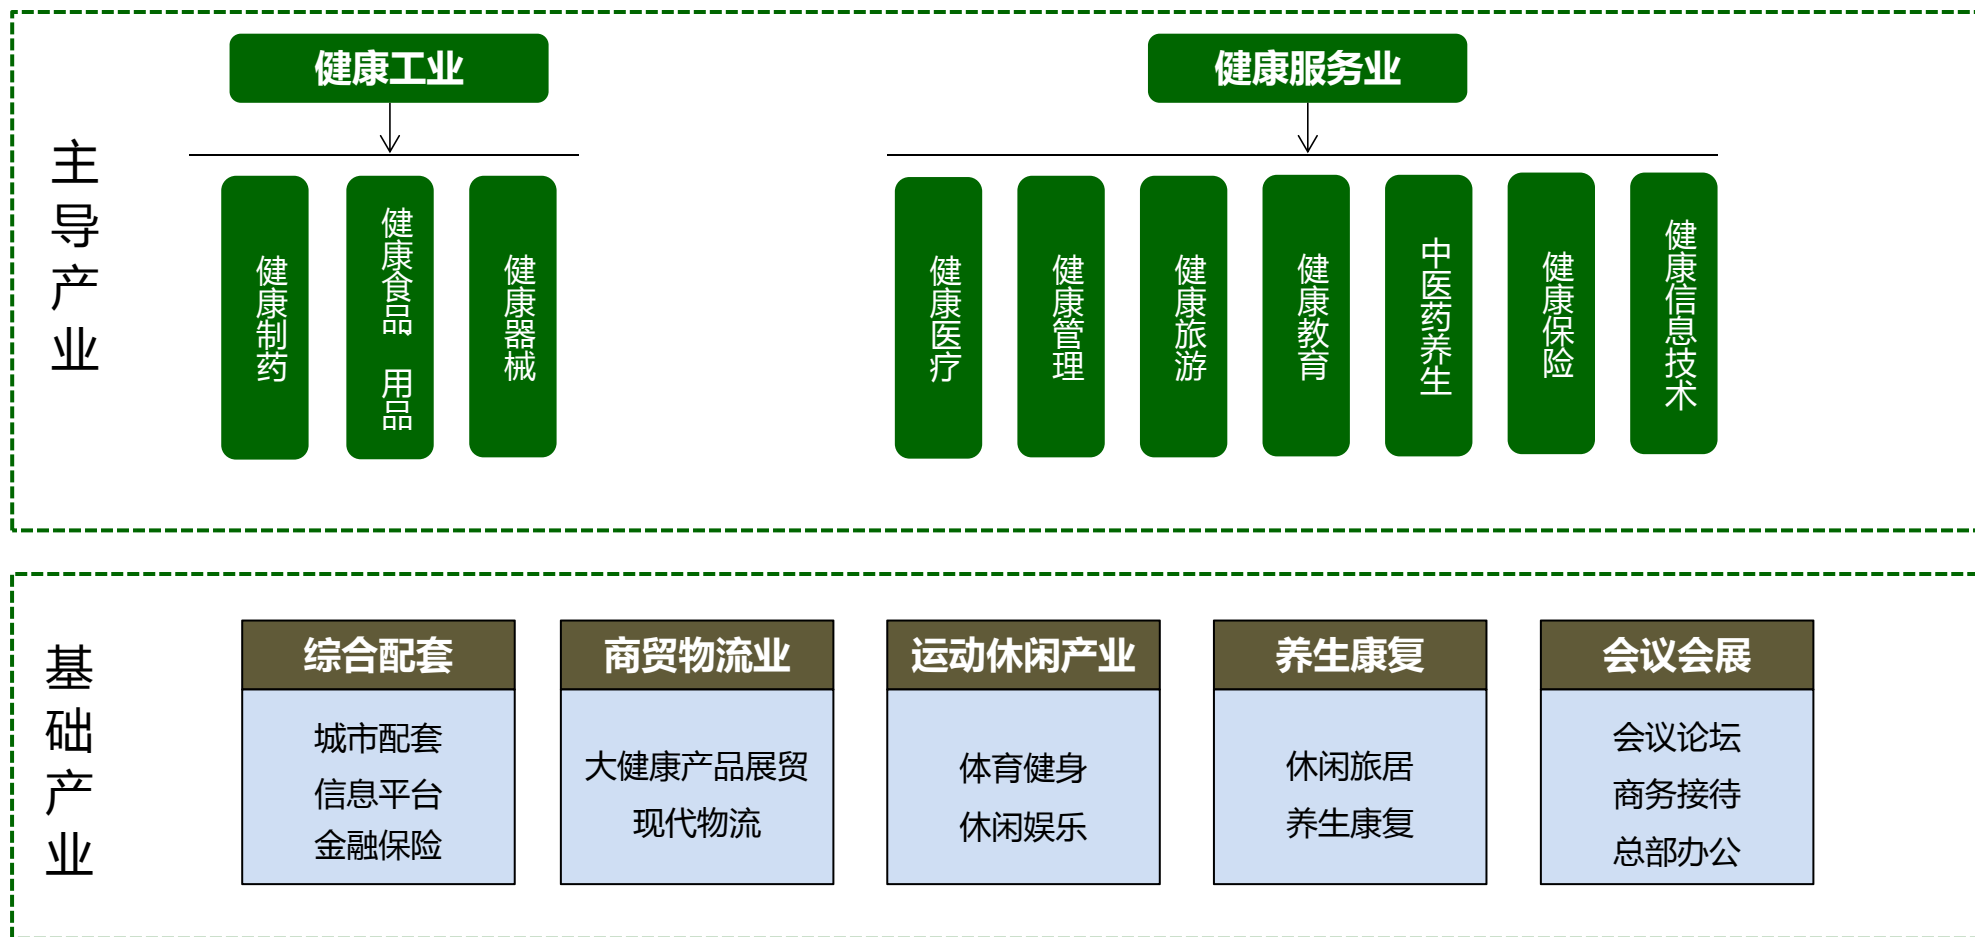 主导产业
健康工业
健康制药
健康食品 用品
健康器械
健康服务业
健康医疗
健康管理
健康旅游
健康教育
中医药养生
健康保险
健康信息技术
基础产业
综合配套
城市配套
信息平台
金融保险
商贸物流业
大健康产品展贸
现代物流
运动休闲产业
体育健身
休闲娱乐
养生康复
休闲旅居
养生康复
会议会展
会议论坛
商务接待
总部办公